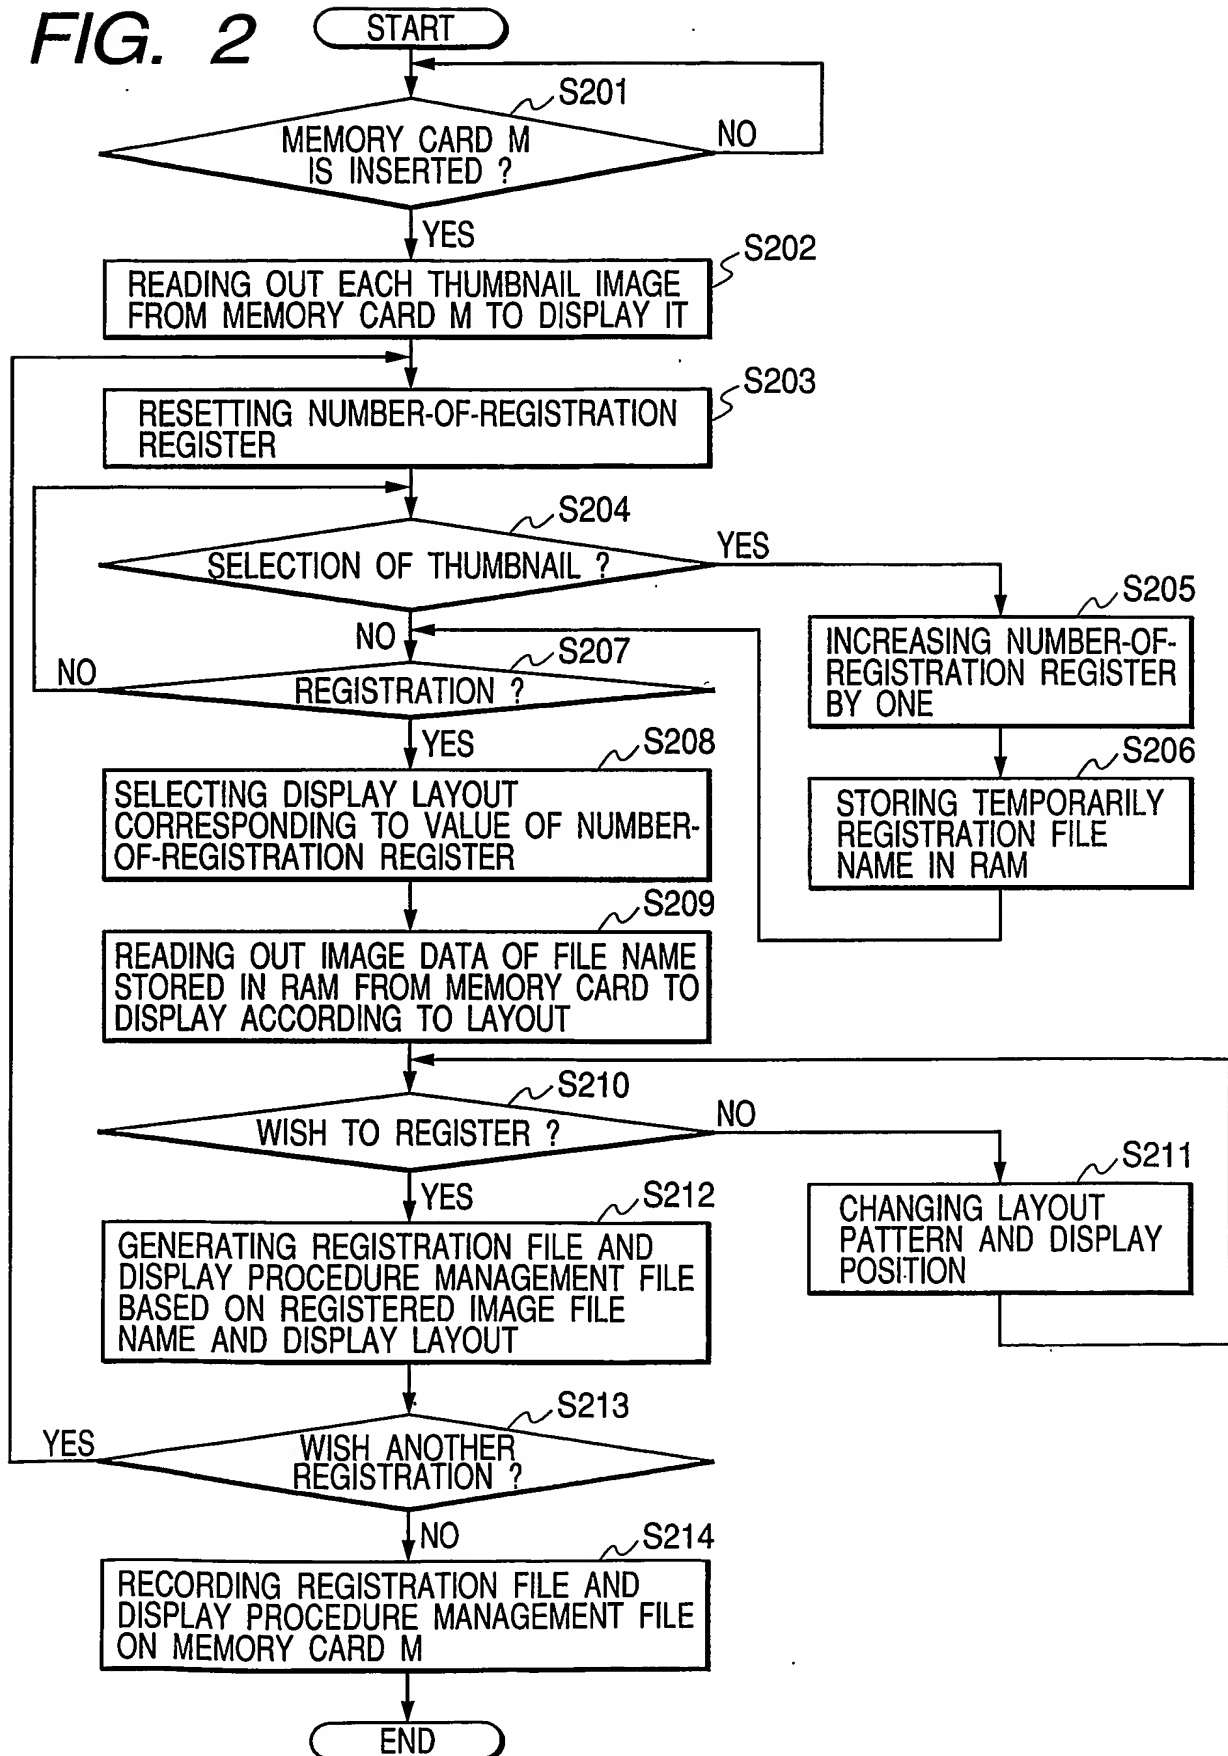 FIG. 2
START
S201
MEMORY CARD M
IS INSERTED ?
NO
YES
S202
READING OUT EACH THUMBNAIL IMAGE
FROM MEMORY CARD M TO DISPLAY IT
S203
RESETTING NUMBER-OF-REGISTRATION
REGISTER
S204
SELECTION OF THUMBNAIL ?
YES
NO
S205
INCREASING NUMBER-OF-
REGISTRATION REGISTER
BY ONE
S206
STORING TEMPORARILY
REGISTRATION FILE
NAME IN RAM
S207
REGISTRATION ?
NO
YES
S208
SELECTING DISPLAY LAYOUT
CORRESPONDING TO VALUE OF NUMBER-
OF-REGISTRATION REGISTER
S209
READING OUT IMAGE DATA OF FILE NAME
STORED IN RAM FROM MEMORY CARD TO
DISPLAY ACCORDING TO LAYOUT
S210
WISH TO REGISTER ?
NO
YES
S211
CHANGING LAYOUT
PATTERN AND DISPLAY
POSITION
S212
GENERATING REGISTRATION FILE AND
DISPLAY PROCEDURE MANAGEMENT FILE
BASED ON REGISTERED IMAGE FILE
NAME AND DISPLAY LAYOUT
S213
WISH ANOTHER
REGISTRATION ?
YES
NO
S214
RECORDING REGISTRATION FILE AND
DISPLAY PROCEDURE MANAGEMENT FILE
ON MEMORY CARD M
END